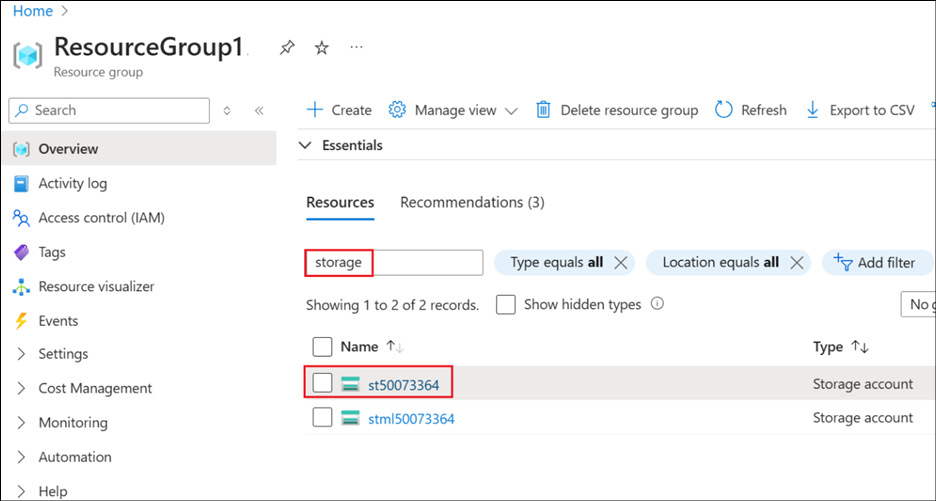 Home >
ResourceGroup1 ...
Resource group
Search
Create Manage view Delete resource group Refresh Export to CSV
Essentials
Overview
Activity log
Access control (IAM)
Tags
Resource visualizer
Events
Settings
Cost Management
Monitoring
Automation
Help
Resources Recommendations (3)
storage Type equals all Location equals all Add filter
Showing 1 to 2 of 2 records. Show hidden types
Name Type
st50073364 Storage account
stml50073364 Storage account